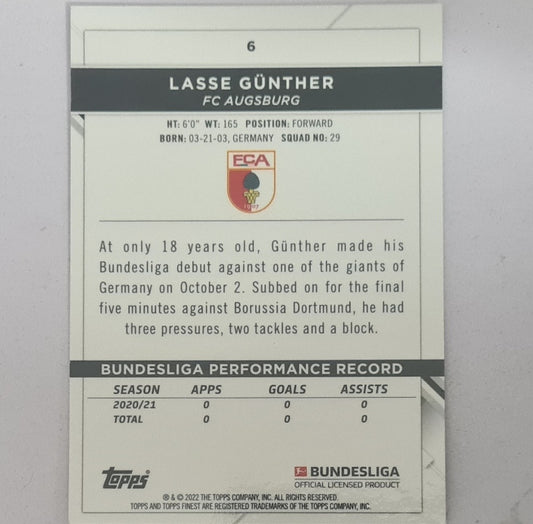 6
LASSE GÜNTHER
FC AUGSBURG
HT: 6'0" WT: 165 POSITION: FORWARD
BORN: 03-21-03, GERMANY SQUAD NO: 29
FCA
1907
At only 18 years old, Günther made his
Bundesliga debut against one of the giants of
Germany on October 2. Subbed on for the final
five minutes against Borussia Dortmund, he had
three pressures, two tackles and a block.
BUNDESLIGA PERFORMANCE RECORD
SEASON APPS GOALS ASSISTS
2020/21 0 0 0
TOTAL 0 0 0
topps®
BUNDESLIGA
OFFICIAL LICENSED PRODUCT
® & © 2022 THE TOPPS COMPANY, INC. ALL RIGHTS RESERVED.
TOPPS AND TOPPS FINEST ARE REGISTERED TRADEMARKS OF THE TOPPS COMPANY, INC.